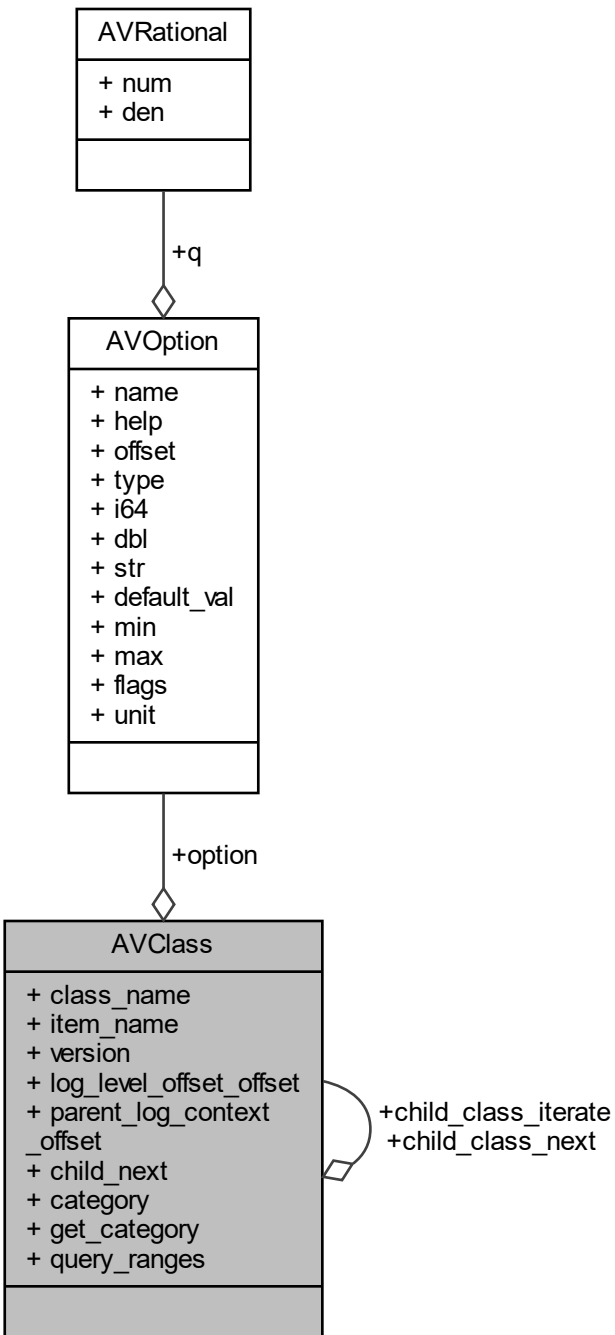 AVRational
+ num
+ den
+q
AVOption
+ name
+ help
+ offset
+ type
+ i64
+ dbl
+ str
+ default_val
+ min
+ max
+ flags
+ unit
+option
AVClass
+ class_name
+ item_name
+ version
+ log_level_offset_offset
+ parent_log_context
_offset
+ child_next
+ category
+ get_category
+ query_ranges
+child_class_iterate
+child_class_next